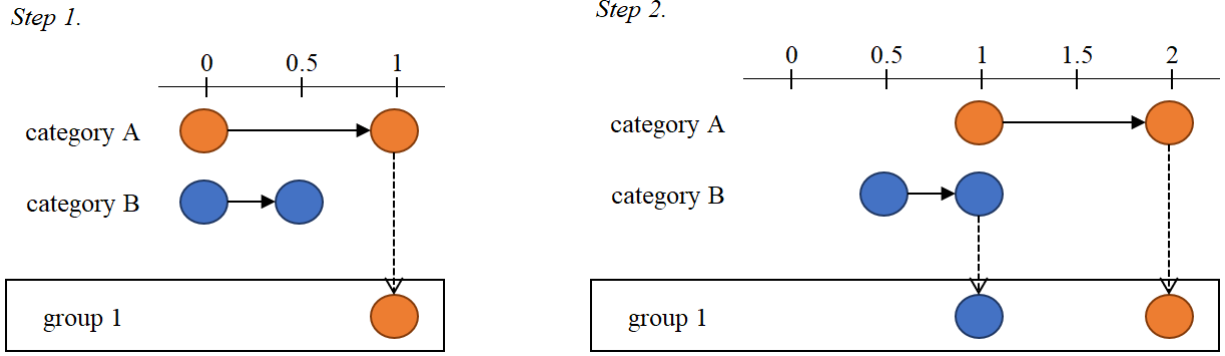 Step 1.
0 0.5 1
category A
category B
group 1
Step 2.
0 0.5 1 1.5 2
category A
category B
group 1